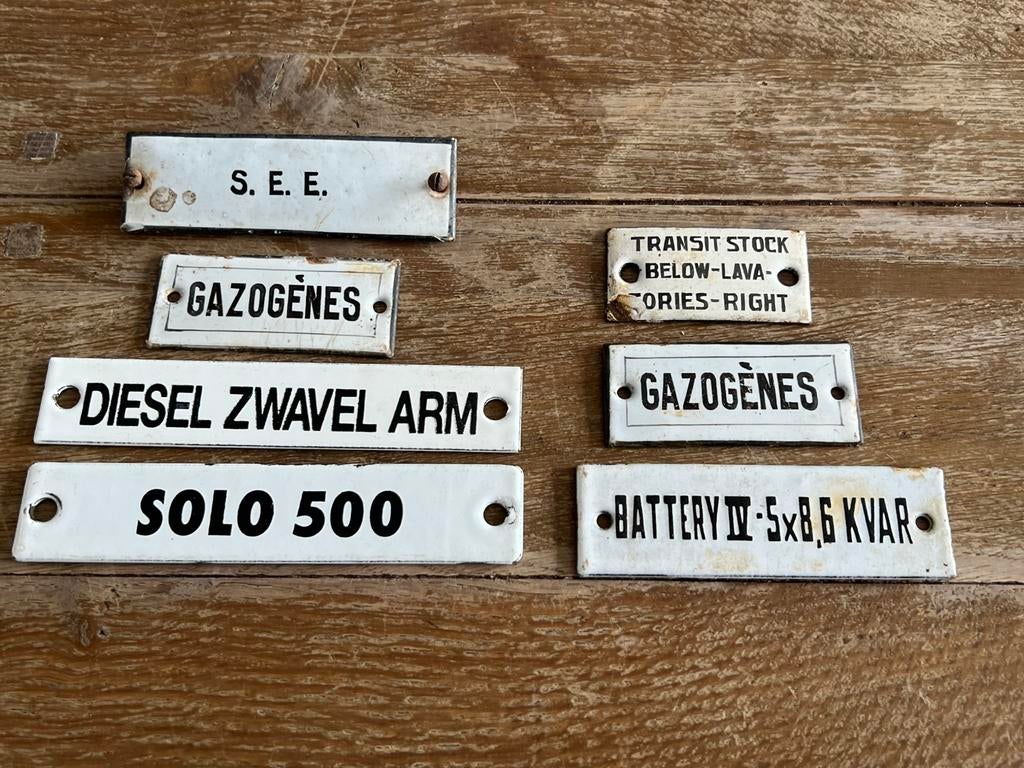 S. E. E.
GAZOGÈNES
DIESEL ZWAVEL ARM
SOLO 500
TRANSIT STOCK
BELOW-LAVA-
TORIES-RIGHT
GAZOGÈNES
BATTERY IV-5x8,6 KVAR